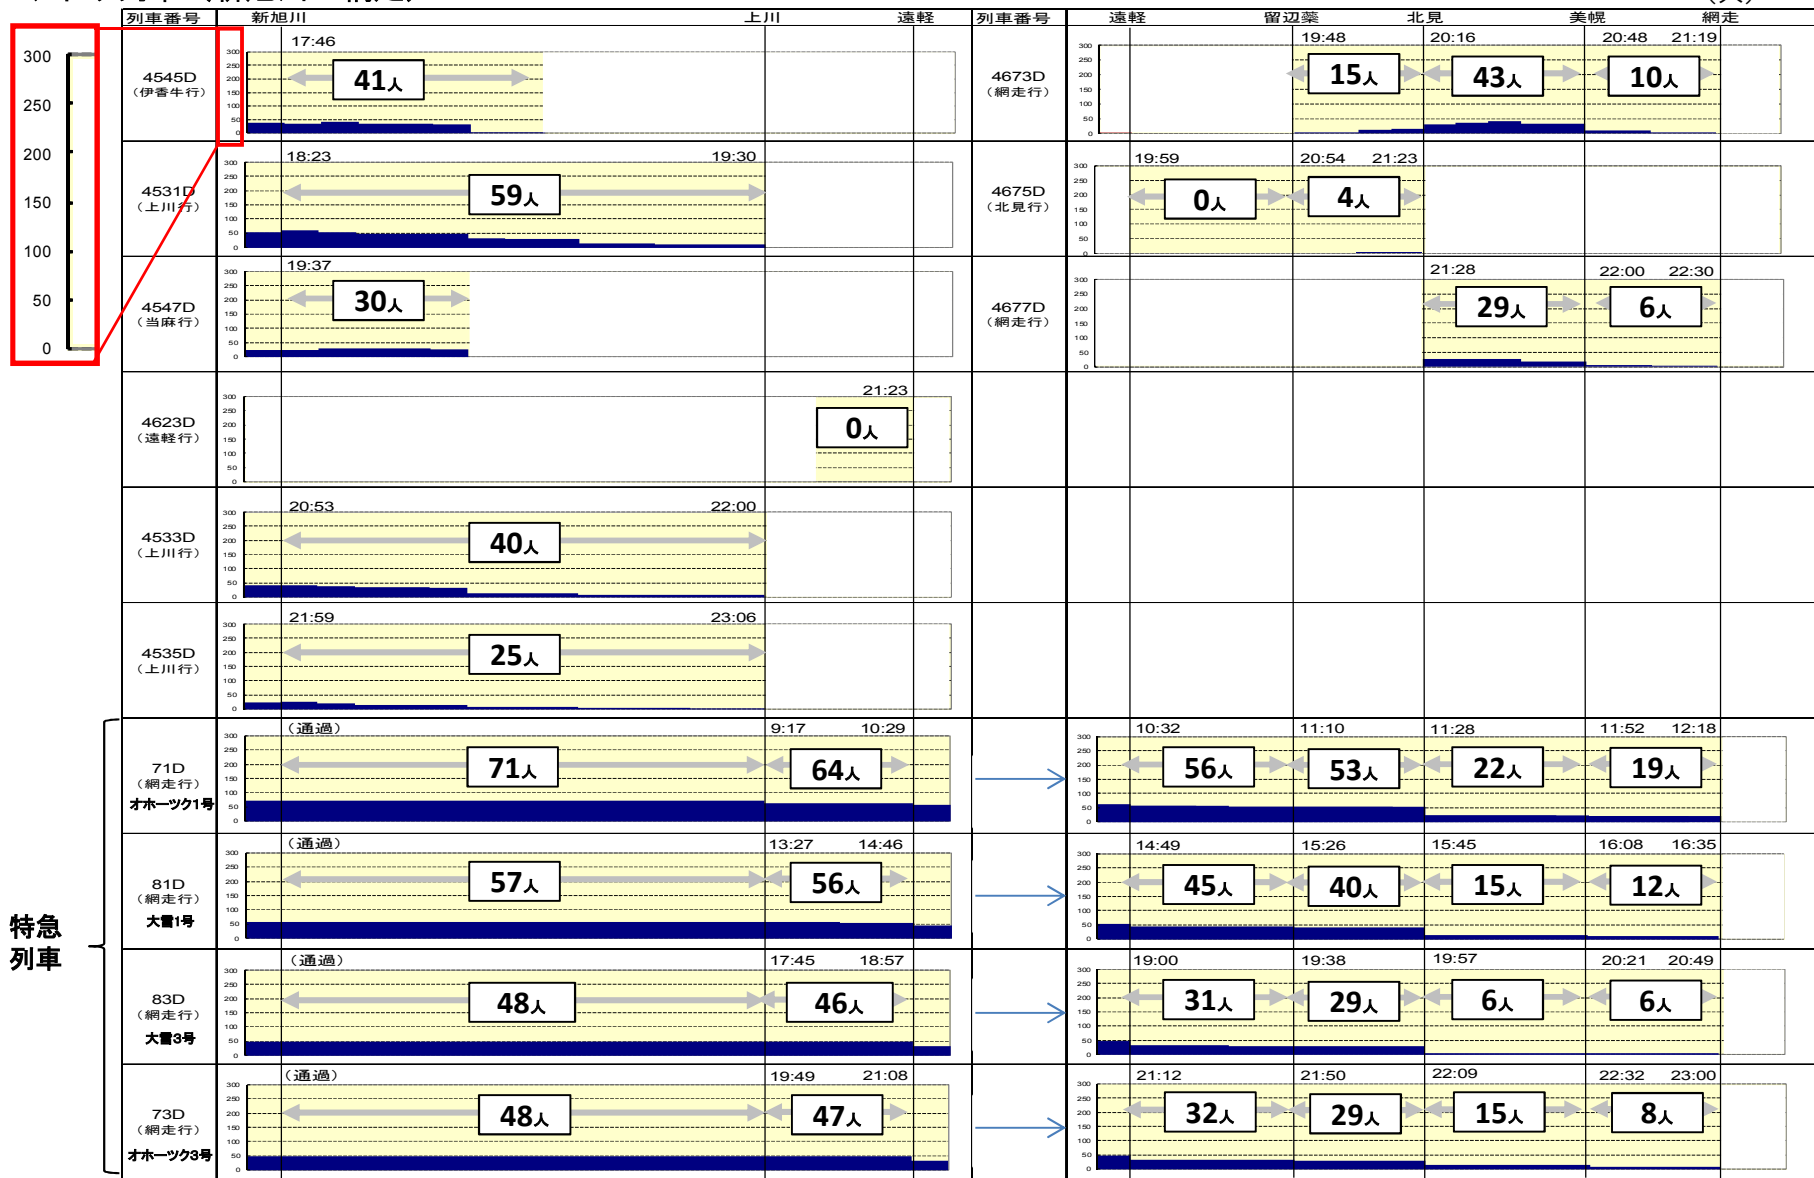 列車番号 新旭川 上川 遠軽 列車番号 遠軽 留辺蘂 北見 美幌 網走
300
250
200
150
100
50
0
4545D
（伊香牛行）
17:46
41人
4673D
（網走行）
19:48 20:16 20:48 21:19
15人 43人 10人
4531D
（上川行）
18:23 19:30
59人
4675D
（北見行）
19:59 20:54 21:23
0人 4人
4547D
（当麻行）
19:37
30人
4677D
（網走行）
21:28 22:00 22:30
29人 6人
4623D
（遠軽行）
21:23
0人
4533D
（上川行）
20:53 22:00
40人
4535D
（上川行）
21:59 23:06
25人
特急
列車
71D
（網走行）
オホーツク1号
（通過） 9:17 10:29
71人 64人
10:32 11:10 11:28 11:52 12:18
56人 53人 22人 19人
81D
（網走行）
大雪1号
（通過） 13:27 14:46
57人 56人
14:49 15:26 15:45 16:08 16:35
45人 40人 15人 12人
83D
（網走行）
大雪3号
（通過） 17:45 18:57
48人 46人
19:00 19:38 19:57 20:21 20:49
31人 29人 6人 6人
73D
（網走行）
オホーツク3号
（通過） 19:49 21:08
48人 47人
21:12 21:50 22:09 22:32 23:00
32人 29人 15人 8人